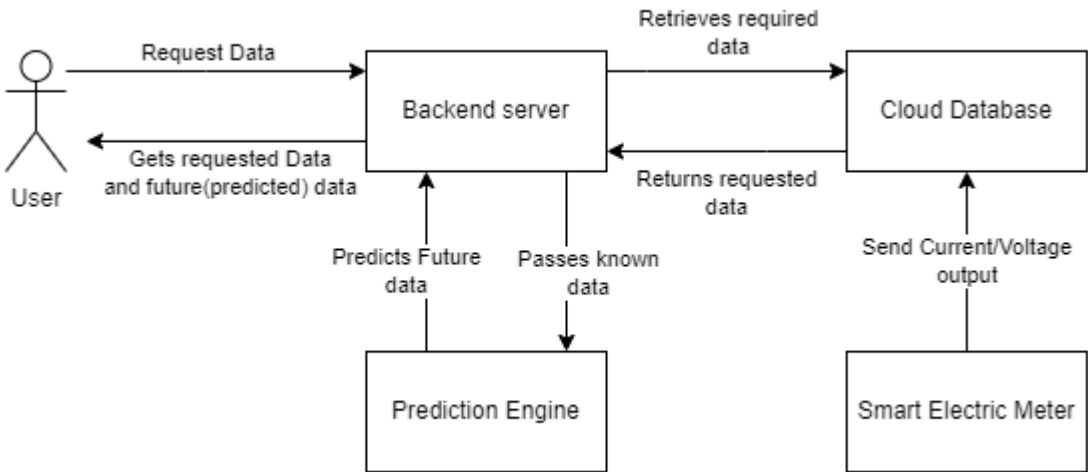 Request Data
Retrieves required
data
Backend server
Cloud Database
Gets requested Data
and future(predicted) data
User
Returns requested
data
Predicts Future
data
Passes known
data
Send Current/Voltage
output
Prediction Engine
Smart Electric Meter